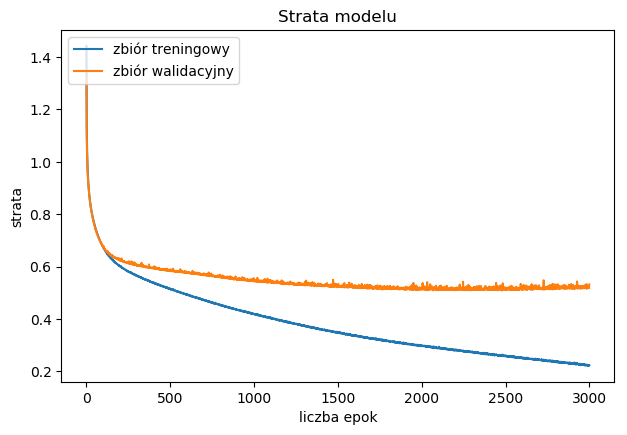 Strata modelu
zbiór treningowy
zbiór walidacyjny
strata
1.4
1.2
1.0
0.8
0.6
0.4
0.2
0
500
1000
1500
2000
2500
3000
liczba epok